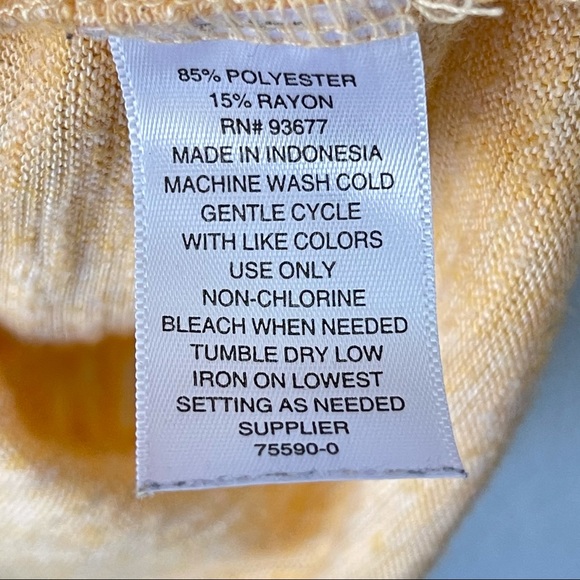 85% POLYESTER
15% RAYON
RN# 93677
MADE IN INDONESIA
MACHINE WASH COLD
GENTLE CYCLE
WITH LIKE COLORS
USE ONLY
NON-CHLORINE
BLEACH WHEN NEEDED
TUMBLE DRY LOW
IRON ON LOWEST
SETTING AS NEEDED
SUPPLIER
75590-0